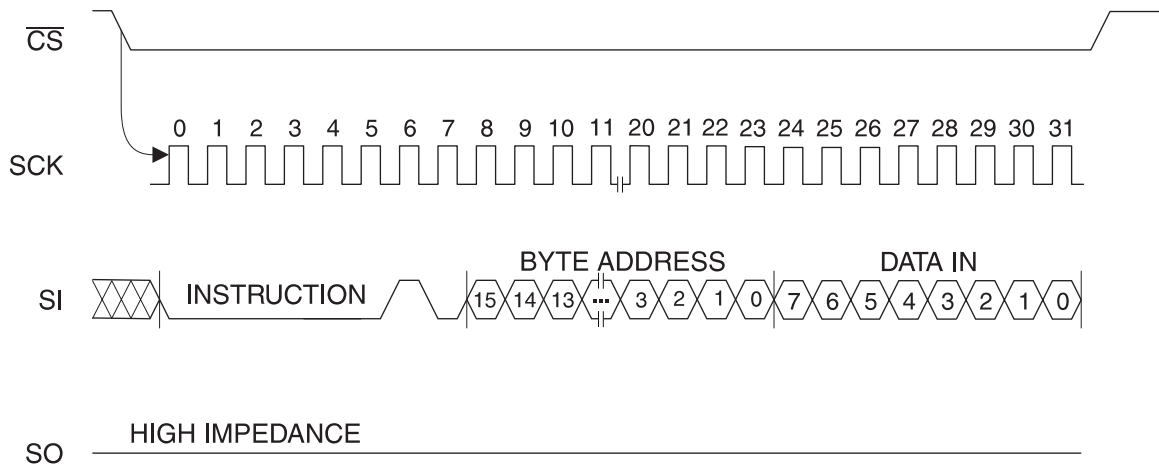 CS
0 1 2 3 4 5 6 7 8 9 10 11 20 21 22 23 24 25 26 27 28 29 30 31
SCK
BYTE ADDRESS DATA IN
SI INSTRUCTION 15 14 13 ... 3 2 1 0 7 6 5 4 3 2 1 0
HIGH IMPEDANCE
SO